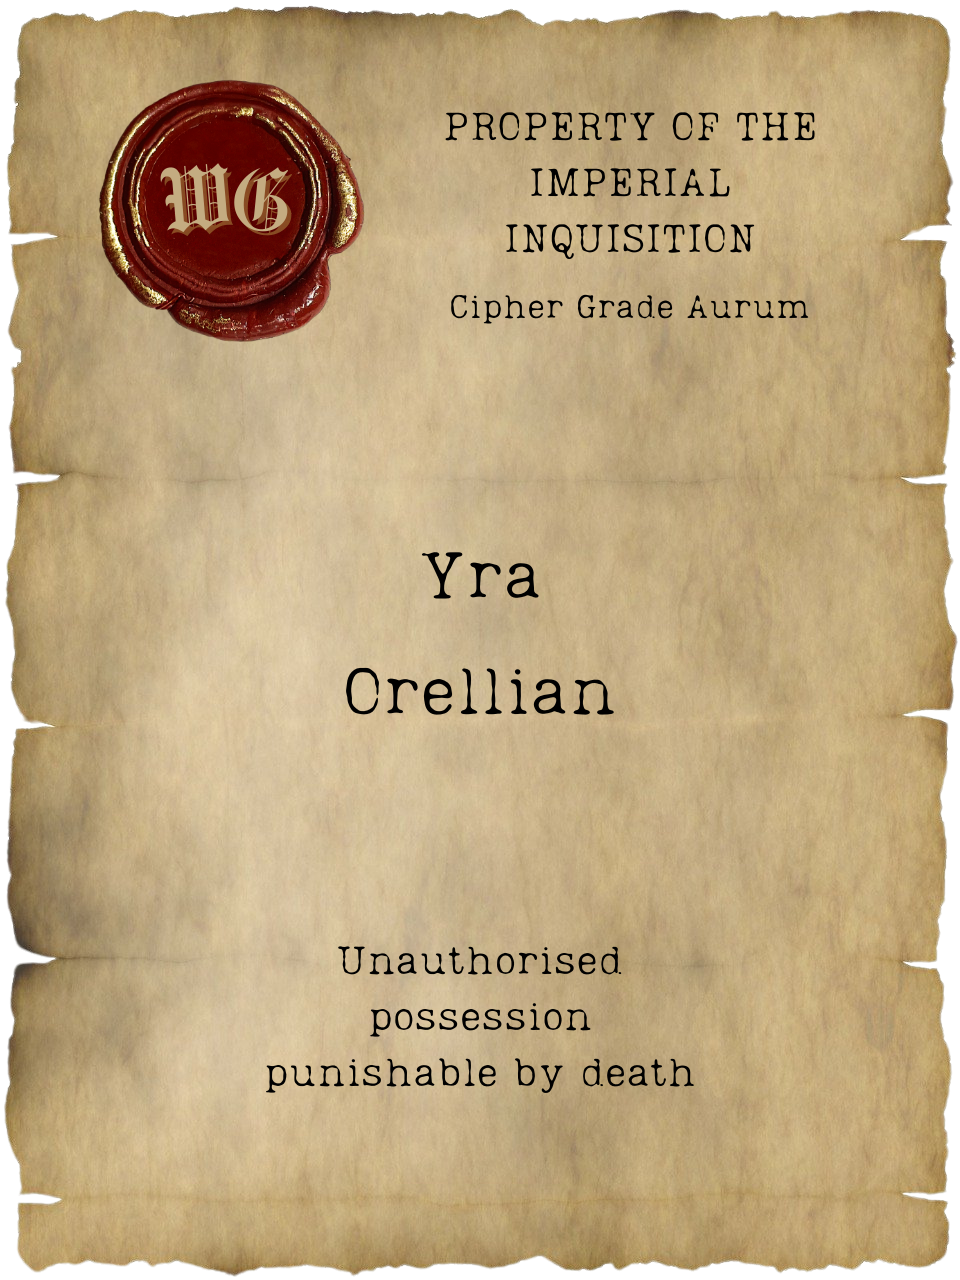 WG
PROPERTY OF THE
IMPERIAL
INQUISITION
Cipher Grade Aurum
Yra
Orellian
Unauthorised
possession
punishable by death